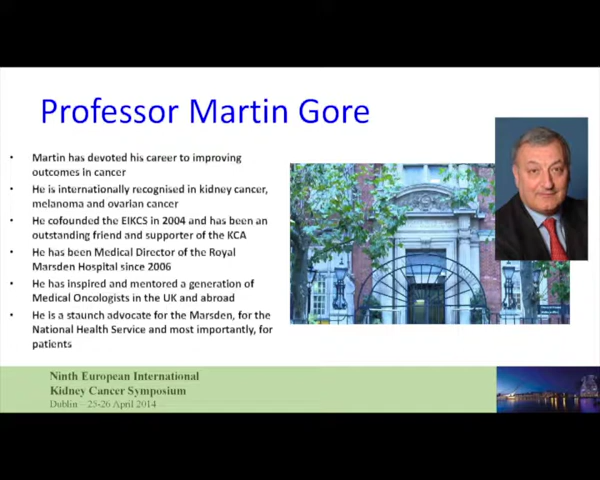 Professor Martin Gore
• Martin has devoted his career to improving
outcomes in cancer
• He is internationally recognised in kidney cancer,
melanoma and ovarian cancer
• He cofounded the EIKCS in 2004 and has been an
outstanding friend and supporter of the KCA
• He has been Medical Director of the Royal
Marsden Hospital since 2006
• He has inspired and mentored a generation of
Medical Oncologists in the UK and abroad
• He is a staunch advocate for the Marsden, for the
National Health Service and most importantly, for
patients
Ninth European International
Kidney Cancer Symposium
Dublin – 25-26 April 2014